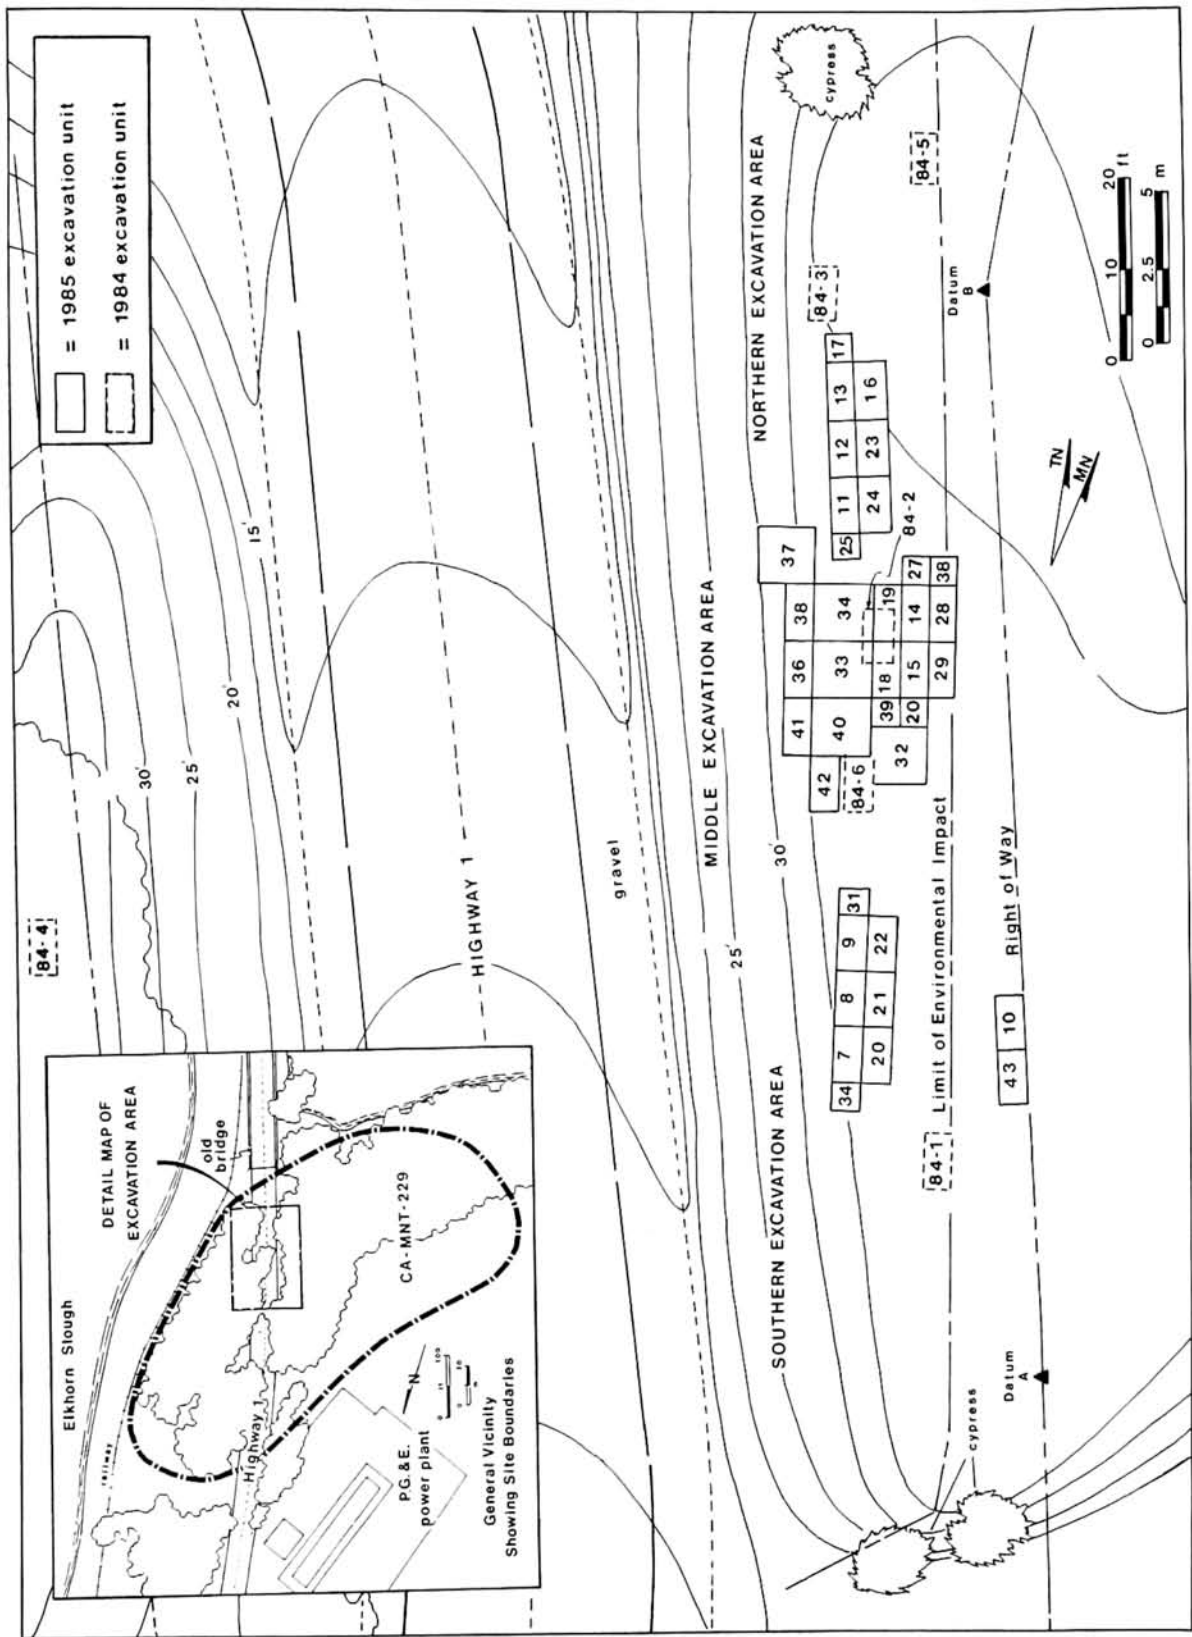 = 1985 excavation unit
= 1984 excavation unit
84-4
30'
25'
20'
15'
HIGHWAY 1
gravel
DETAIL MAP OF
EXCAVATION AREA
Elkhorn Slough
old
bridge
CA-MNT-229
Highway 1
P.G.& E.
power plant
N
General Vicinity
Showing Site Boundaries
SOUTHERN EXCAVATION AREA
MIDDLE EXCAVATION AREA
NORTHERN EXCAVATION AREA
25'
30'
cypress
84-3
84-5
17
13
16
12
23
11
24
25
84-2
37
38
34
19
27
38
14
28
36
33
18
15
29
41
40
39
20
32
42
84-6
31
9
22
8
21
7
20
34
84-1
Limit of Environmental Impact
43
10
Right of Way
Datum
A
Datum
B
cypress
TN
MN
0
10
20
ft
0
2.5
5
m